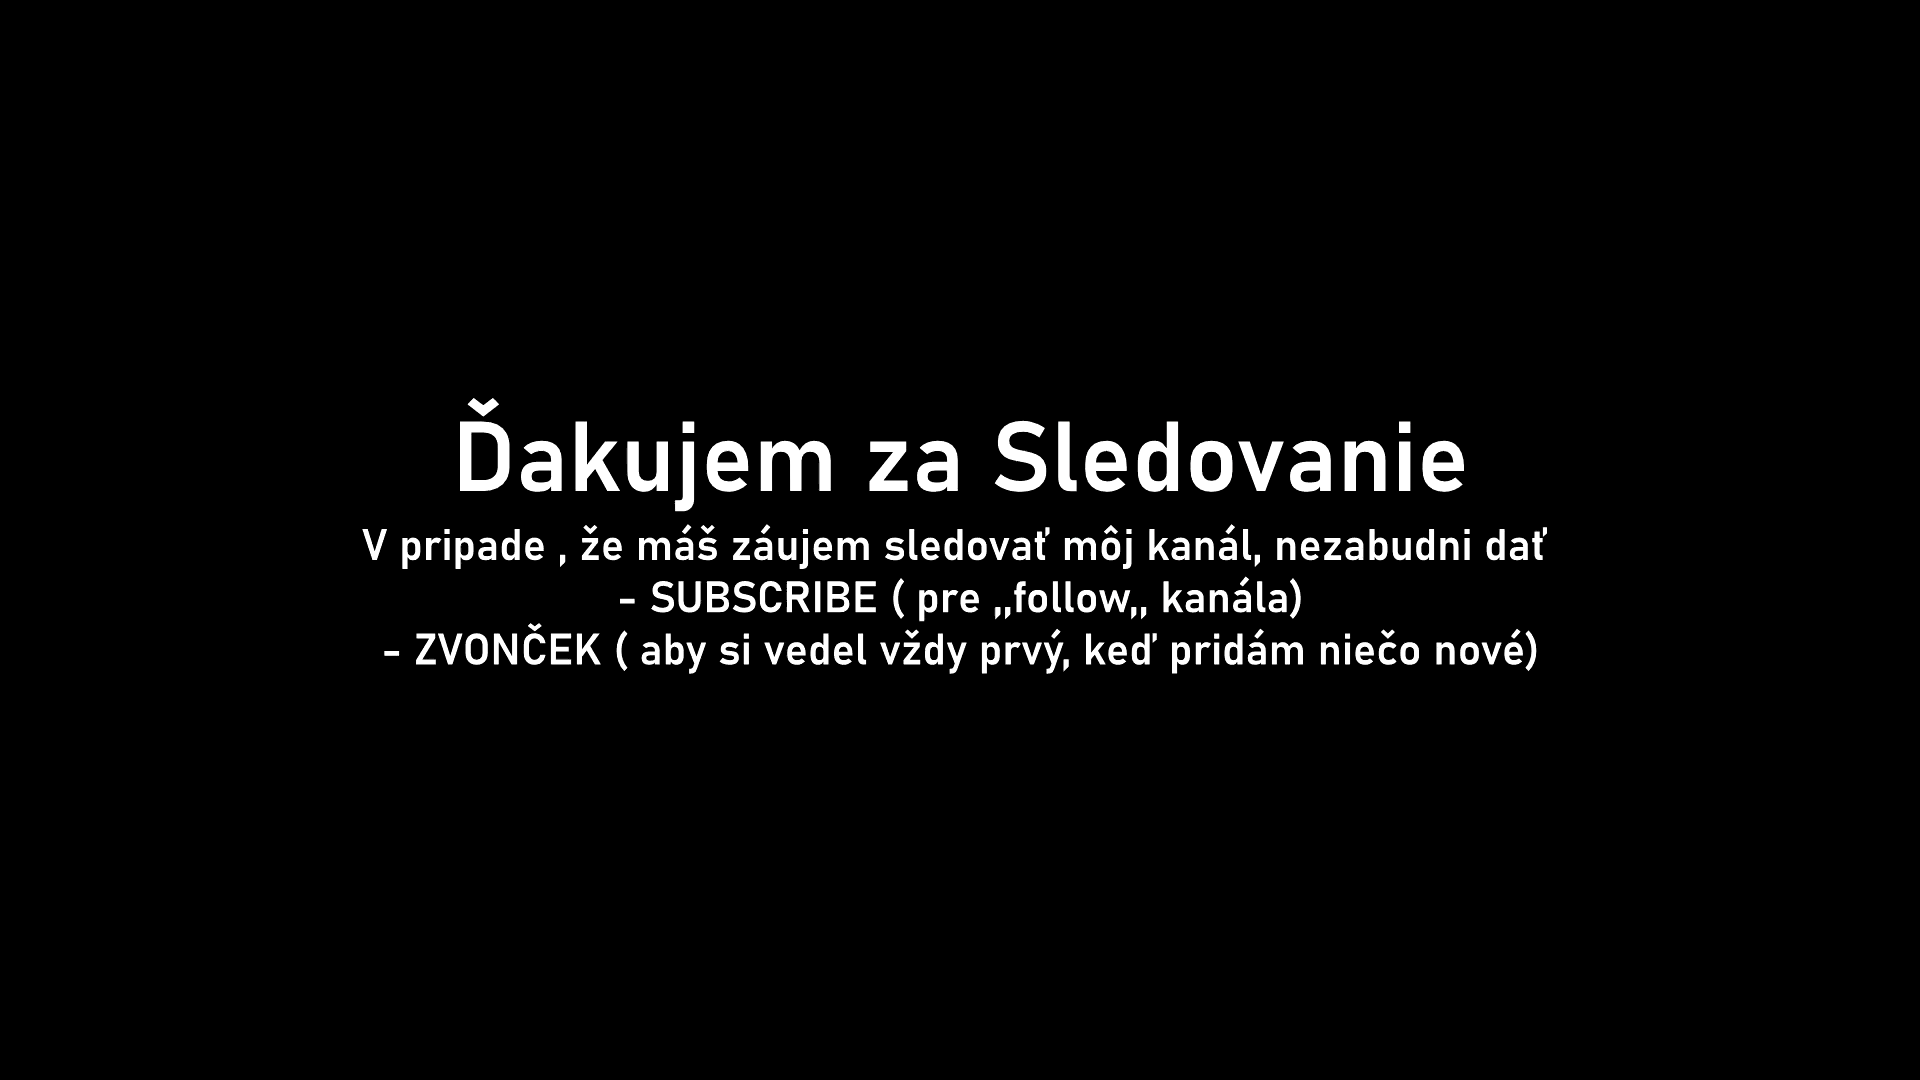 Ďakujem za Sledovanie
V pripade , že máš záujem sledovať môj kanál, nezabudni dať
- SUBSCRIBE ( pre ,,follow,, kanála)
- ZVONČEK ( aby si vedel vždy prvý, keď pridám niečo nové)